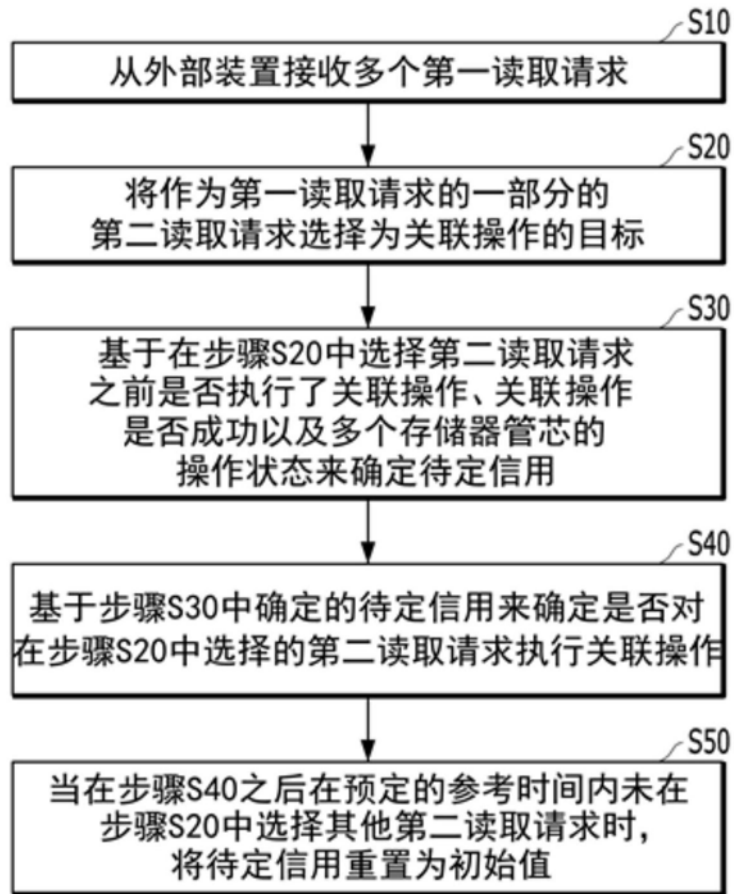 S10
从外部装置接收多个第一读取请求
S20
将作为第一读取请求的一部分的
第二读取请求选择为关联操作的目标
S30
基于在步骤S20中选择第二读取请求
之前是否执行了关联操作、关联操作
是否成功以及多个存储器管芯的
操作状态来确定待定信用
S40
基于步骤S30中确定的待定信用来确定是否对
在步骤S20中选择的第二读取请求执行关联操作
S50
当在步骤S40之后在预定的参考时间内未在
步骤S20中选择其他第二读取请求时，
将待定信用重置为初始值